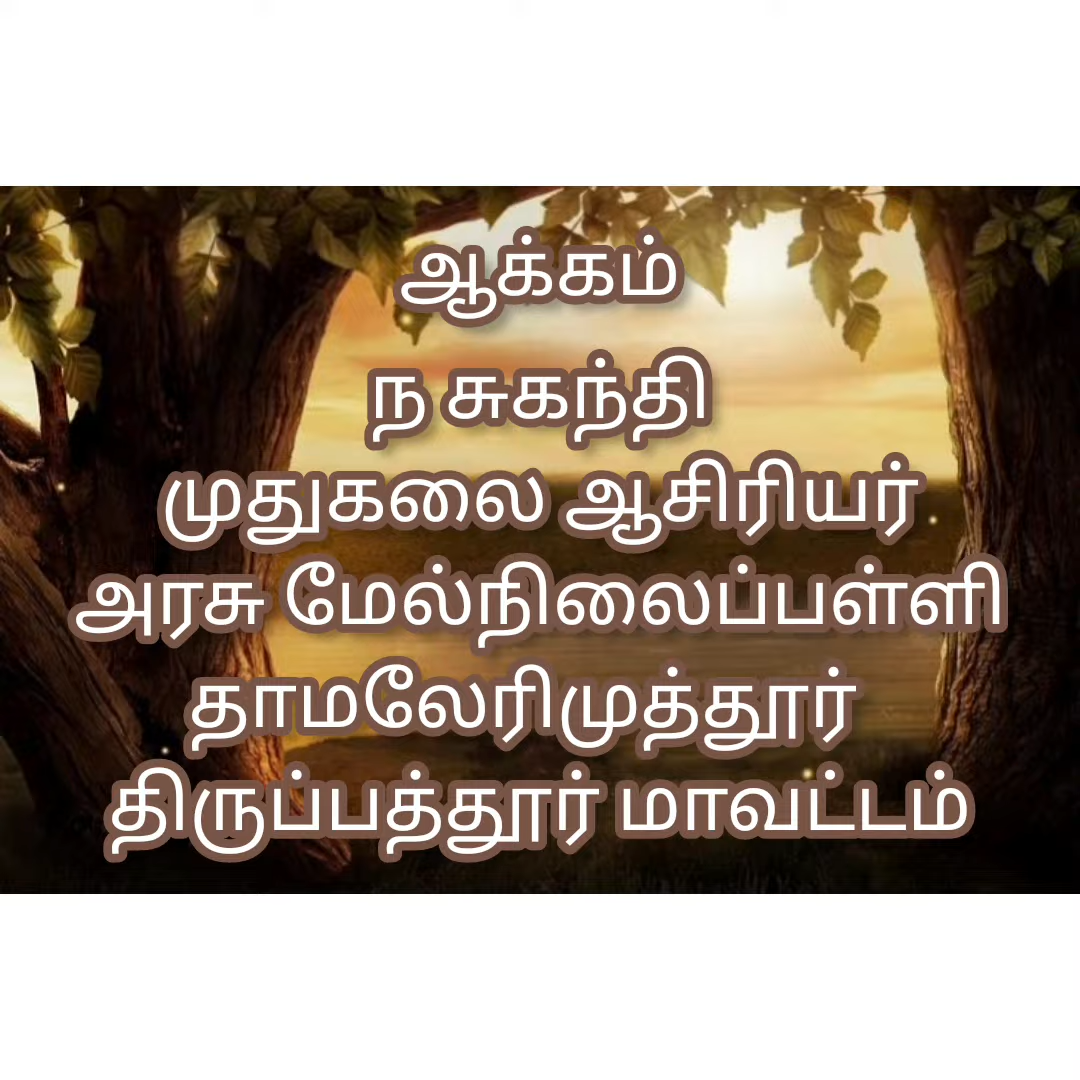 ஆக்கம்
ந சுகந்தி
முதுகலை ஆசிரியர்
அரசு மேல்நிலைப்பள்ளி
தாமலேரிமுத்தூர்
திருப்பத்தூர் மாவட்டம்